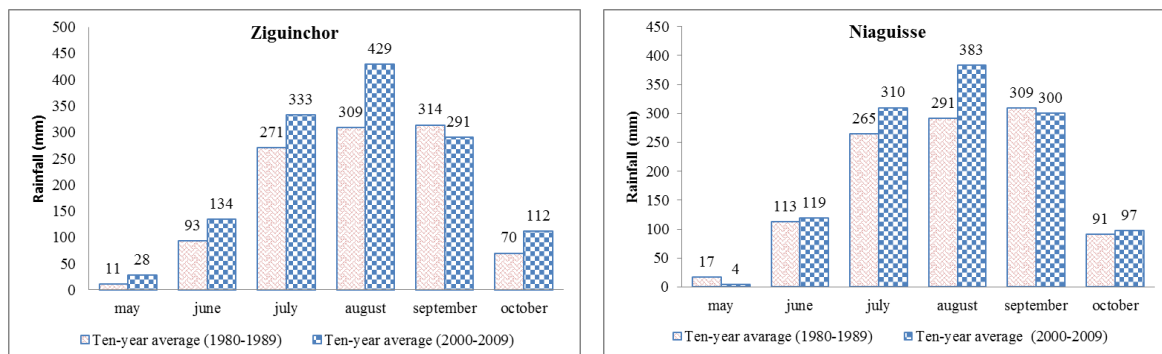 Ziguinchor
Rainfall (mm)
500
450
400
350
300
250
200
150
100
50
0
11
28
93
134
271
333
309
429
314
291
70
112
may
june
july
august
september
october
Ten-year avarage (1980-1989)
Ten-year average (2000-2009)
Niaguisse
Rainfall (mm)
450
400
350
300
250
200
150
100
50
0
17
4
113
119
265
310
291
383
309
300
91
97
may
june
july
august
september
october
Ten-year avarage (1980-1989)
Ten-year average (2000-2009)